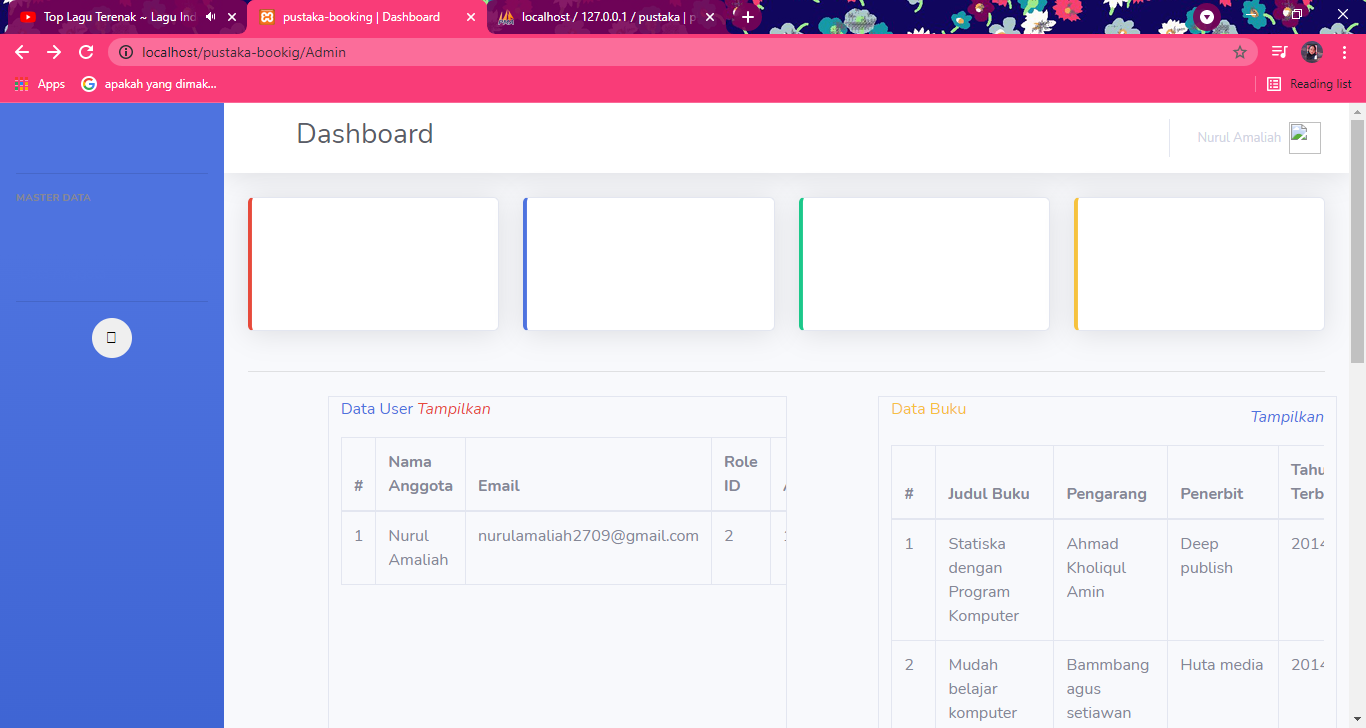 Top Lagu Terenak ~ Lagu Ind
pustaka-booking | Dashboard
localhost / 127.0.0.1 / pustaka | p
localhost/pustaka-bookig/Admin
Apps
apakah yang dimak...
Reading list
Dashboard
Nurul Amaliah
MASTER DATA
Data User Tampilkan
# Nama Anggota Email Role ID
1 Nurul Amaliah nurulamaliah2709@gmail.com 2
Data Buku
Tampilkan
# Judul Buku Pengarang Penerbit Tahu Terb
1 Statiska dengan Program Komputer Ahmad Kholiqul Amin Deep publish 2014
2 Mudah belajar komputer Bammbang agus setiawan Huta media 2014